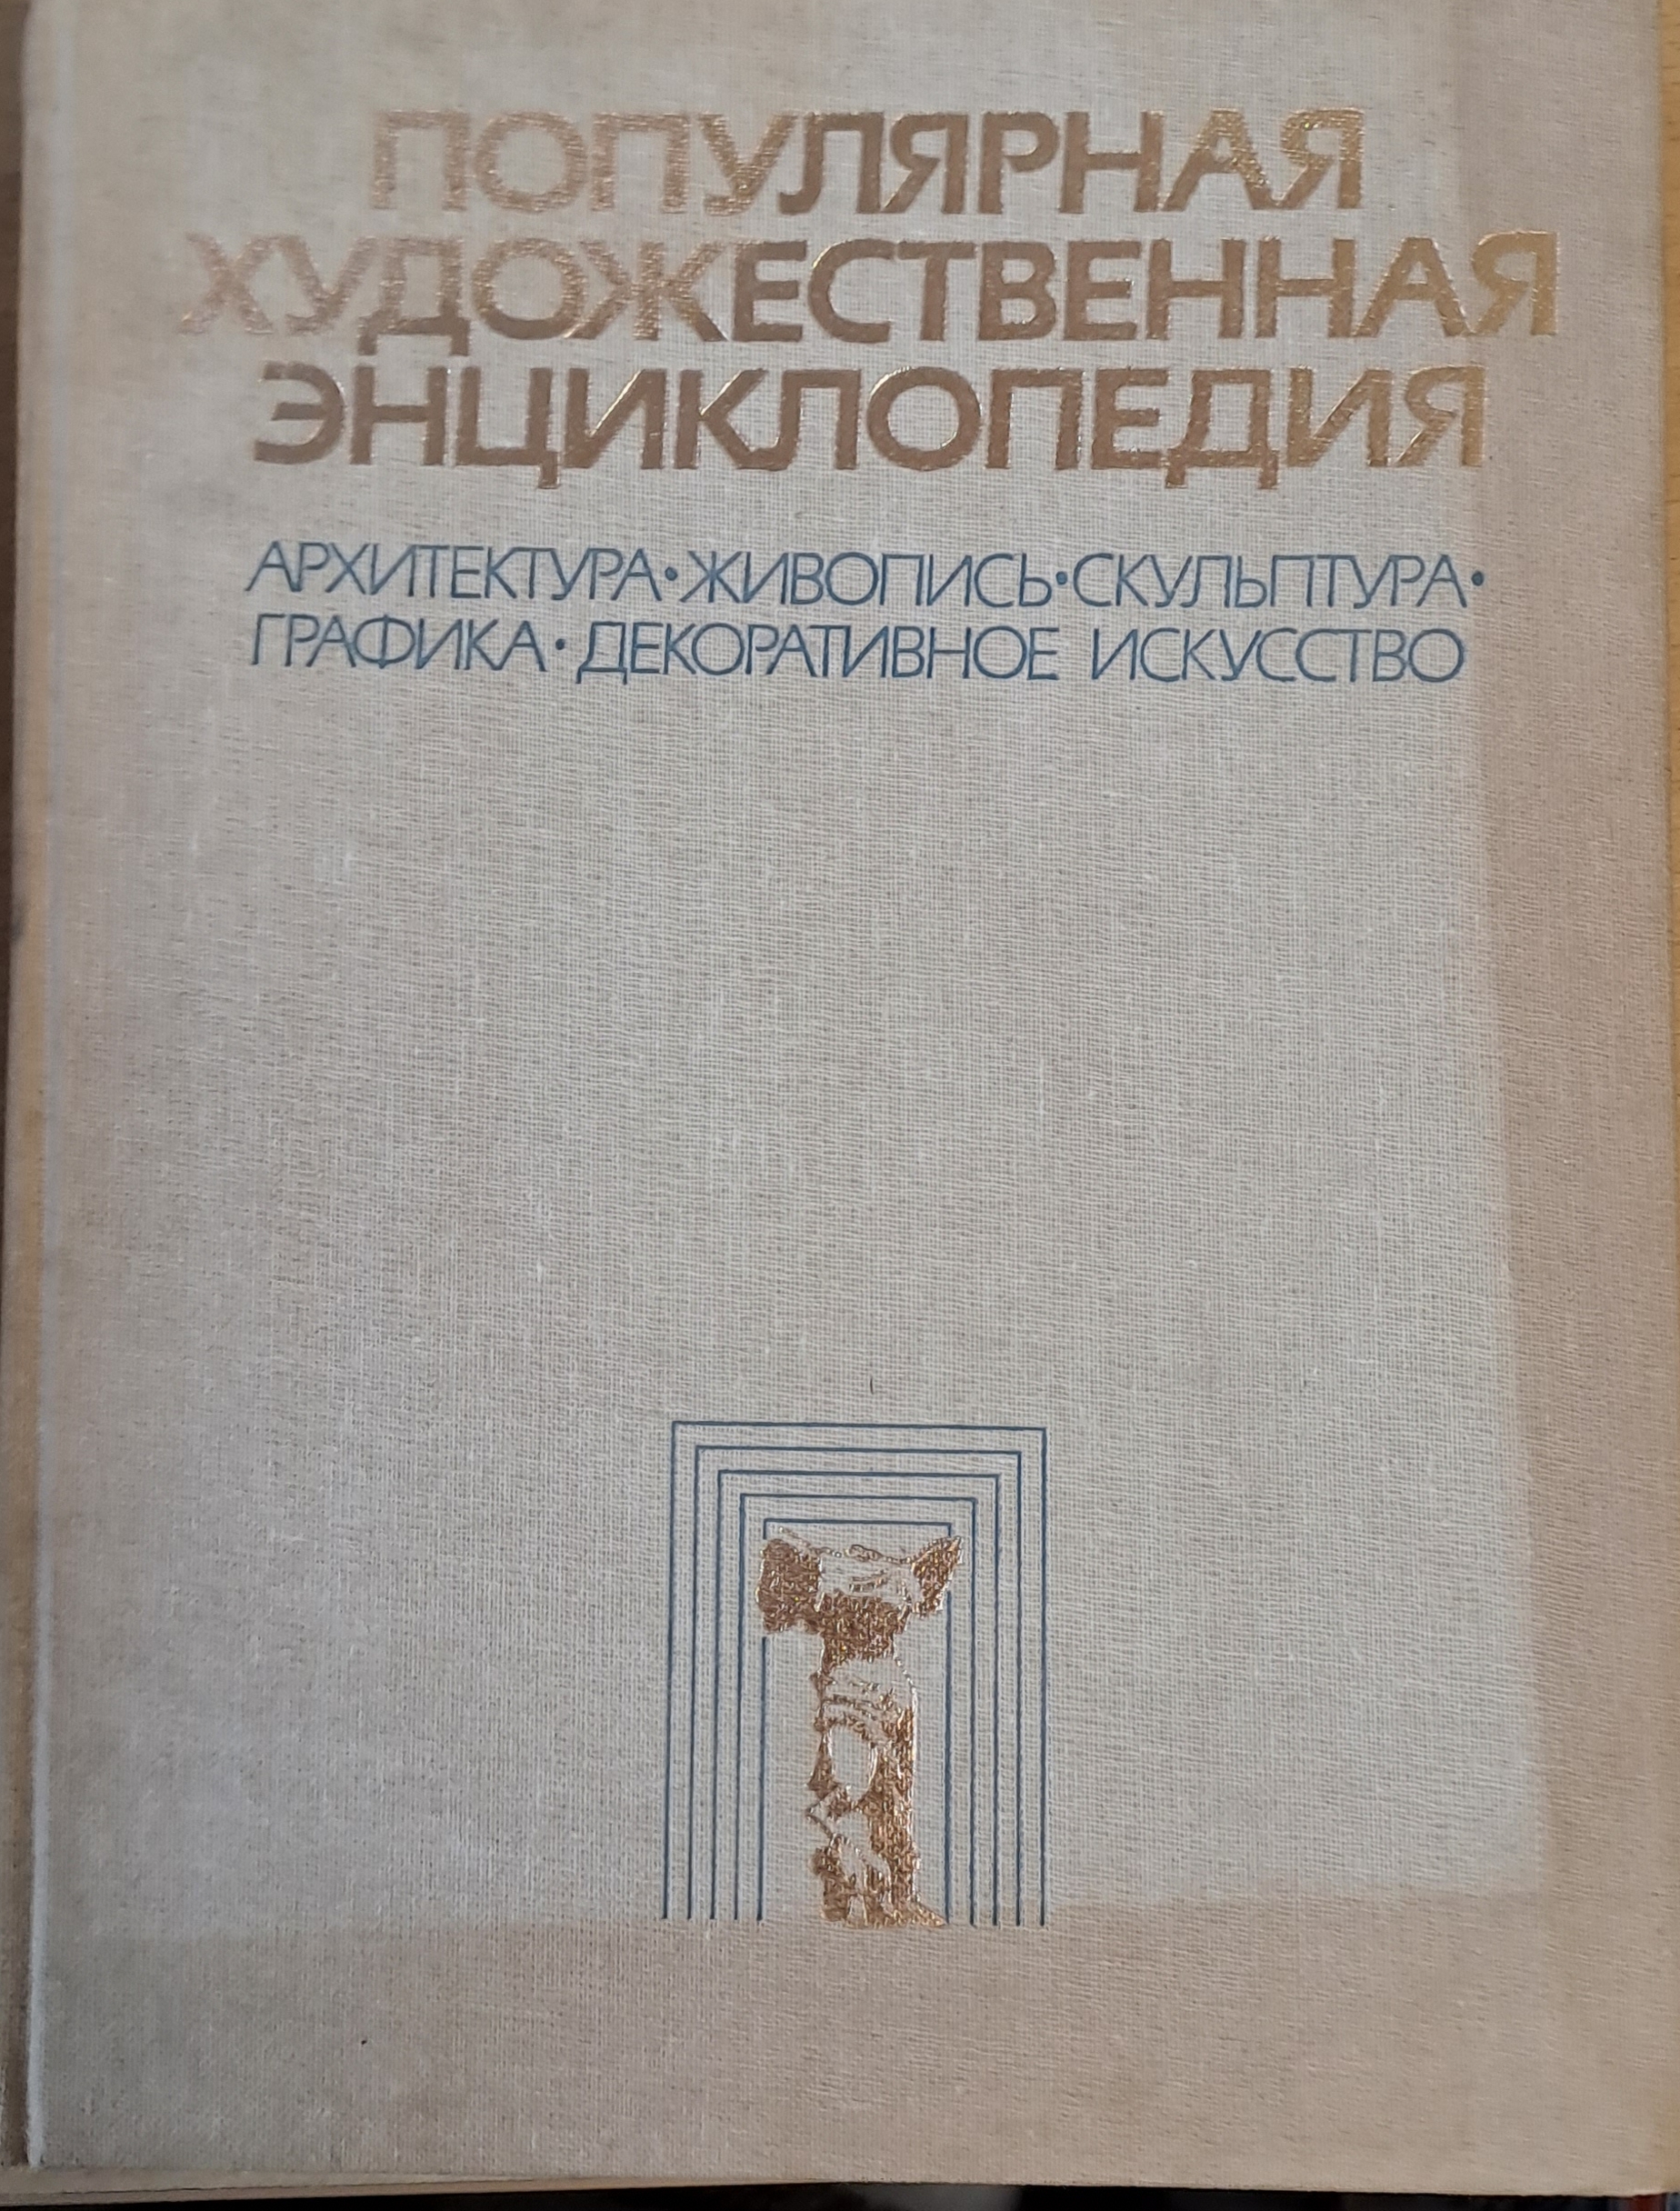 ПОПУЛЯРНАЯ
ХУДОЖЕСТВЕННАЯ
ЭНЦИКЛОПЕДИЯ
АРХИТЕКТУРА•ЖИВОПИСЬ•СКУЛЬПТУРА•
ГРАФИКА•ДЕКОРАТИВНОЕ ИСКУССТВО